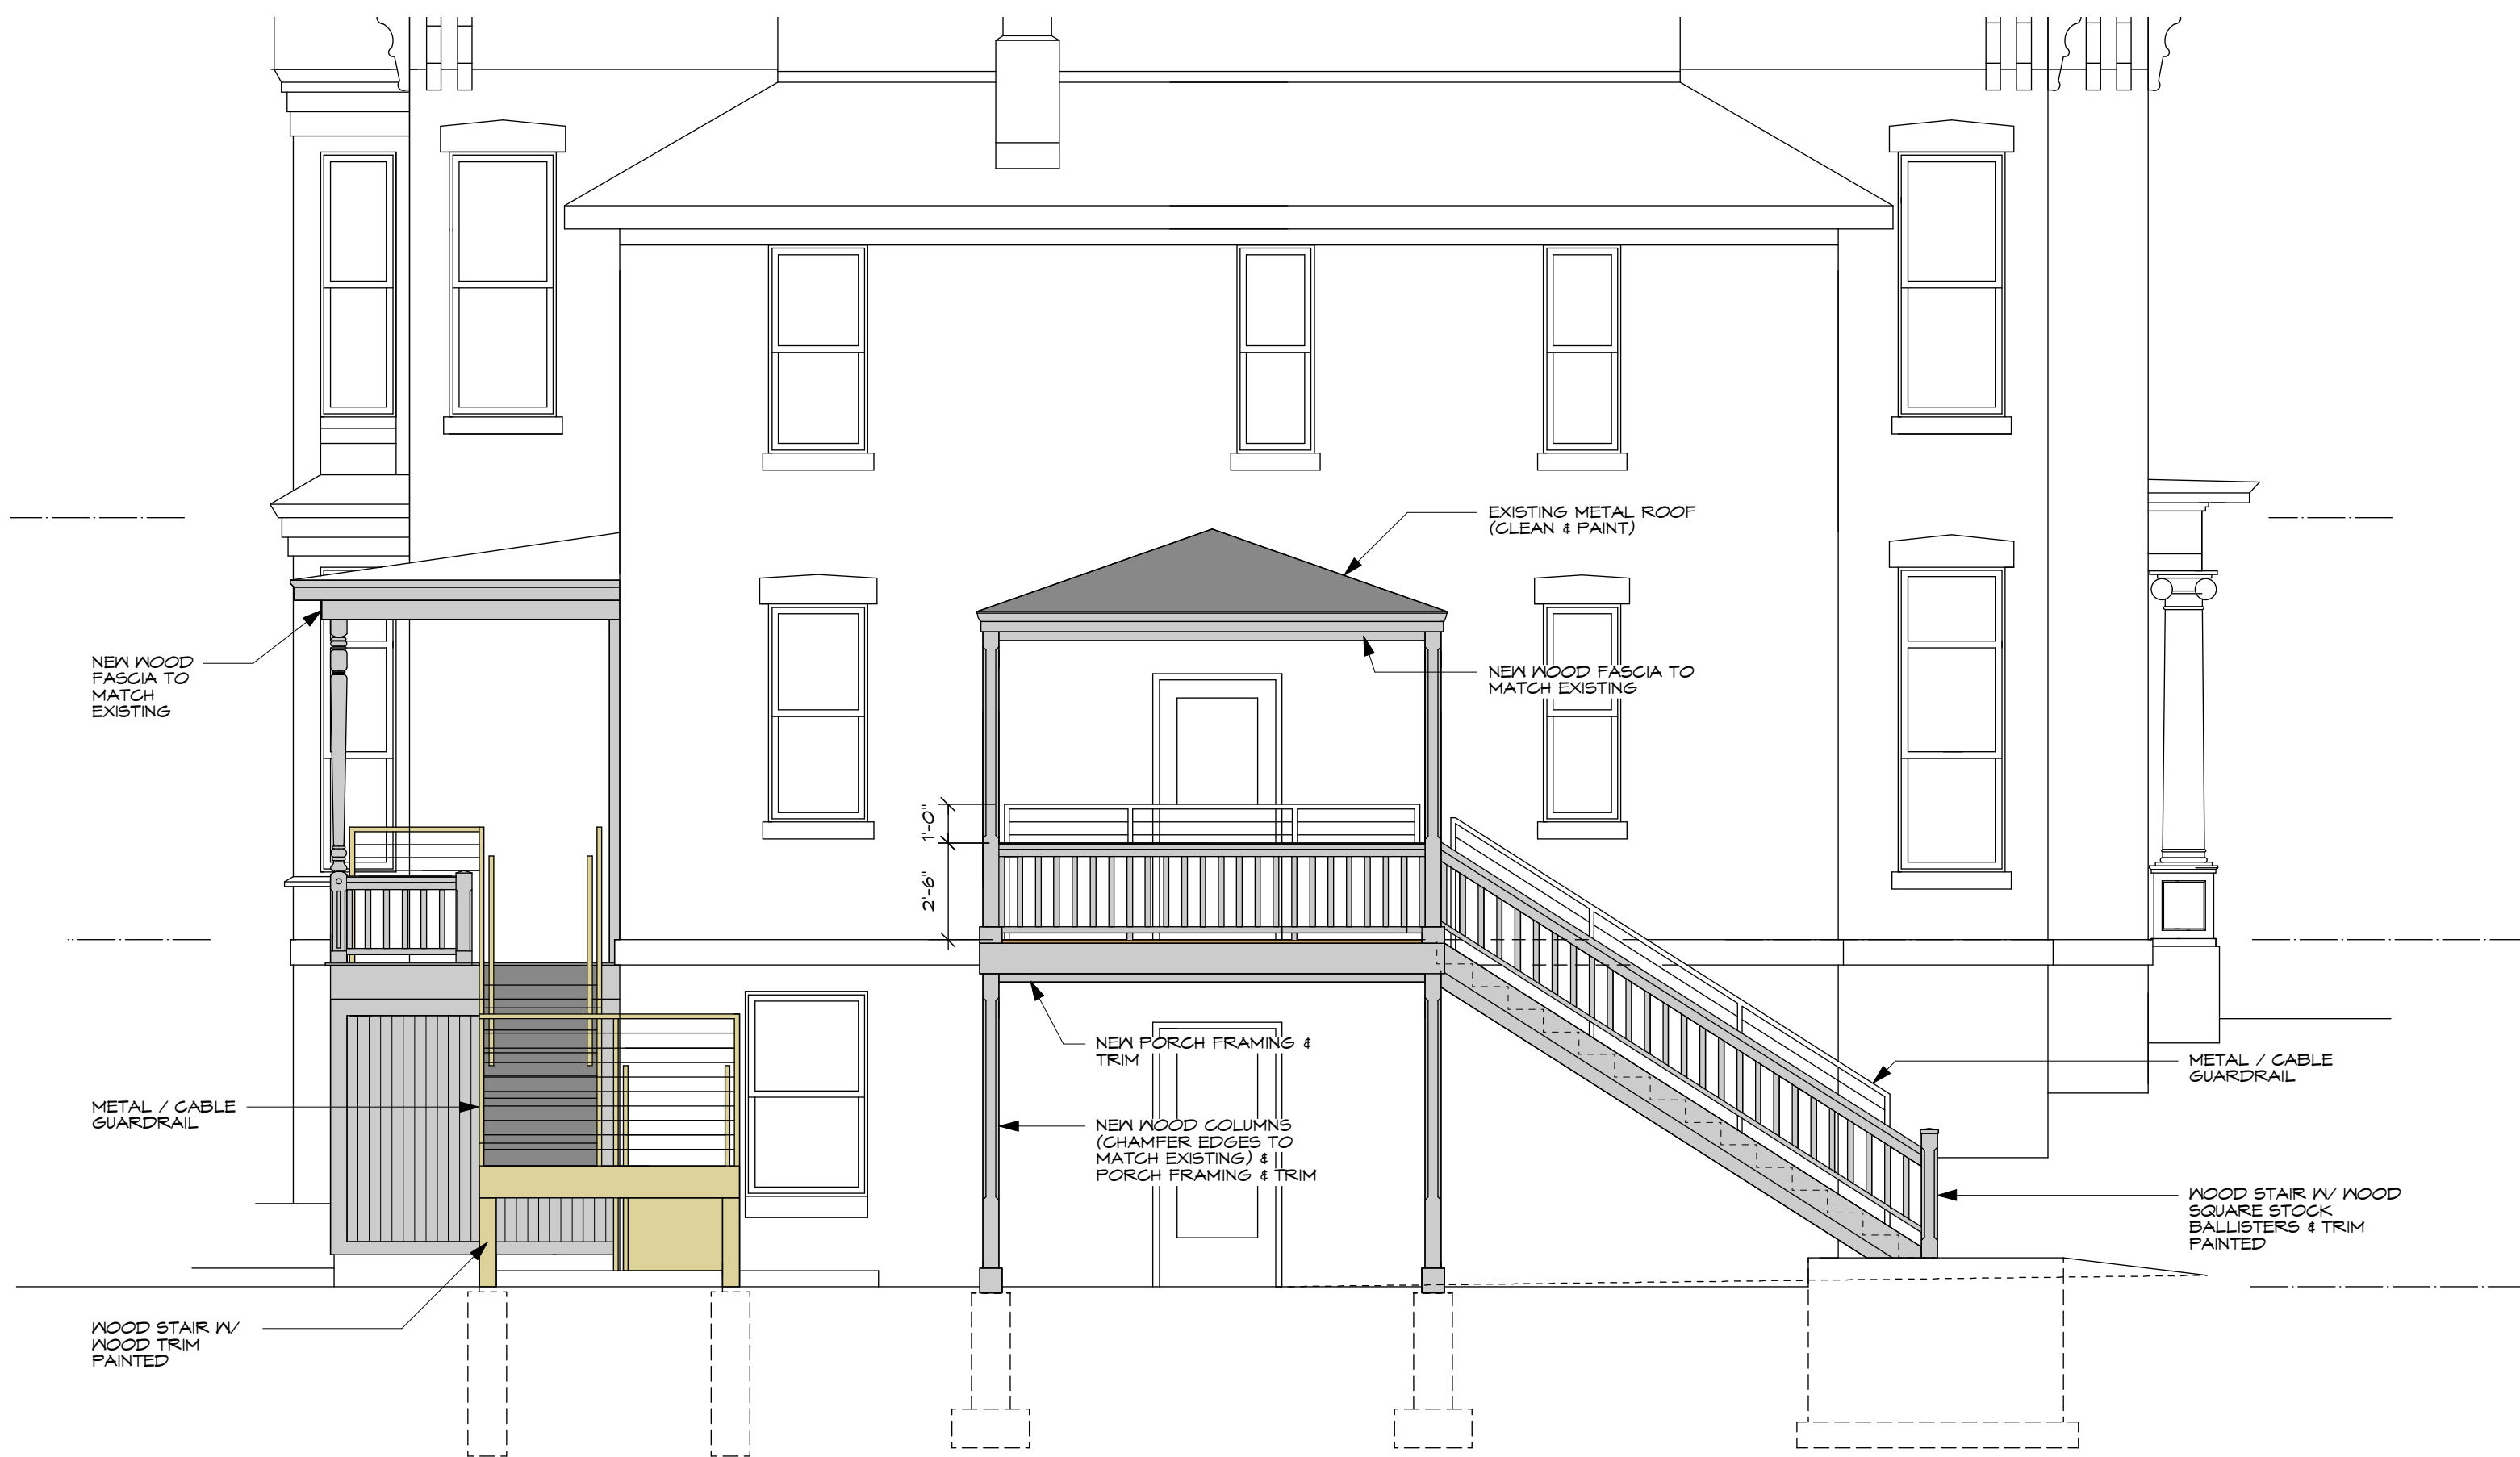 EXISTING METAL ROOF
(CLEAN & PAINT)
NEW WOOD
FASCIA TO
MATCH
EXISTING
NEW WOOD FASCIA TO
MATCH EXISTING
1'-0"
2'-6"
NEW PORCH FRAMING &
TRIM
METAL / CABLE
GUARDRAIL
METAL / CABLE
GUARDRAIL
NEW WOOD COLUMNS
(CHAMFER EDGES TO
MATCH EXISTING) &
PORCH FRAMING & TRIM
WOOD STAIR W/ WOOD
SQUARE STOCK
BALLISTERS & TRIM
PAINTED
WOOD STAIR W/
WOOD TRIM
PAINTED